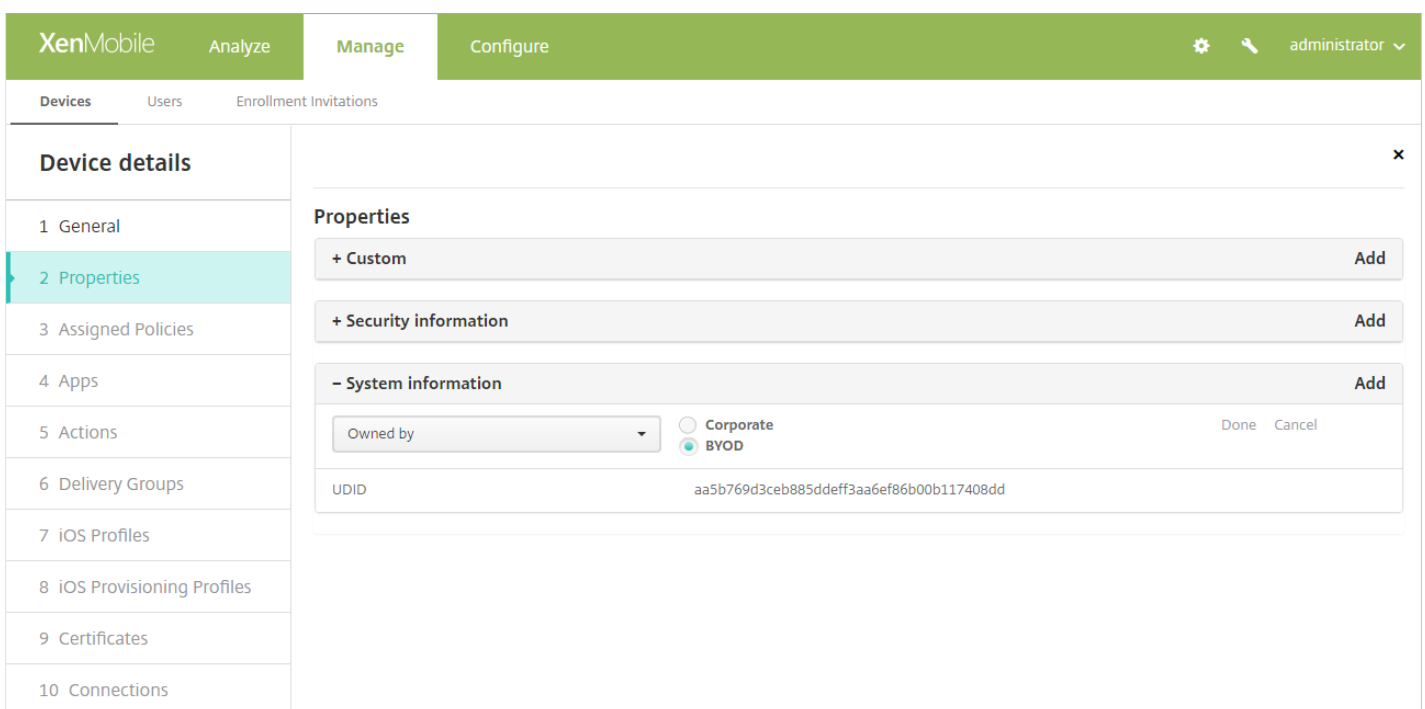 XenMobile Analyze Manage Configure administrator
Devices Users Enrollment Invitations
Device details
×
1 General
2 Properties
3 Assigned Policies
4 Apps
5 Actions
6 Delivery Groups
7 iOS Profiles
8 iOS Provisioning Profiles
9 Certificates
10 Connections
Properties
+ Custom Add
+ Security information Add
− System information Add
Owned by Corporate Done Cancel
BYOD
UDID aa5b769d3ceb885ddeff3aa6ef86b00b117408dd